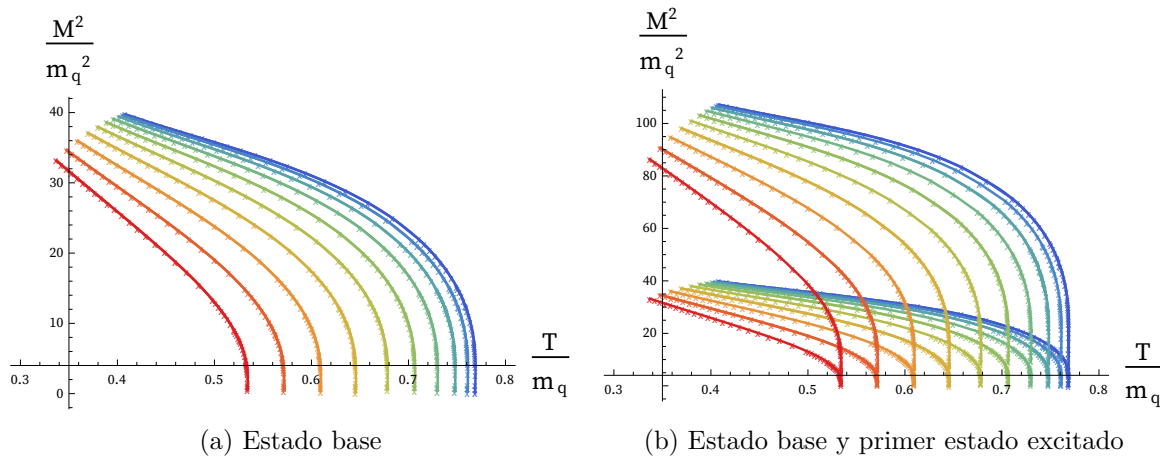 M²
m_q²
40
30
20
10
0
0.3 0.4 0.5 0.6 0.7 0.8
T
m_q
(a) Estado base
M²
m_q²
100
80
60
40
20
0.3 0.4 0.5 0.6 0.7 0.8
T
m_q
(b) Estado base y primer estado excitado